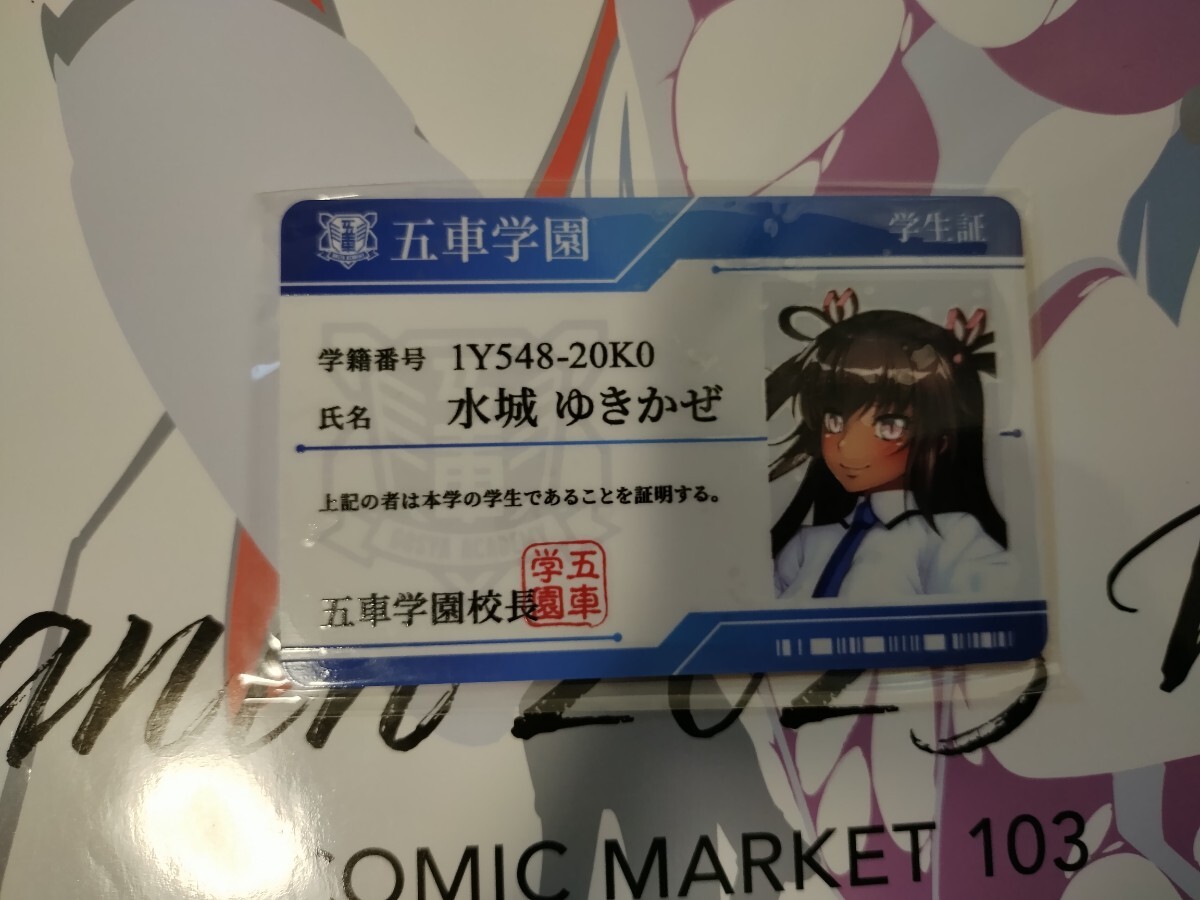 五車学園
学生証
学籍番号 1Y548-20K0
氏名 水城 ゆきかぜ
上記の者は本学の学生であることを証明する。
五車学園校長
五車学園
2023
COMIC MARKET 103